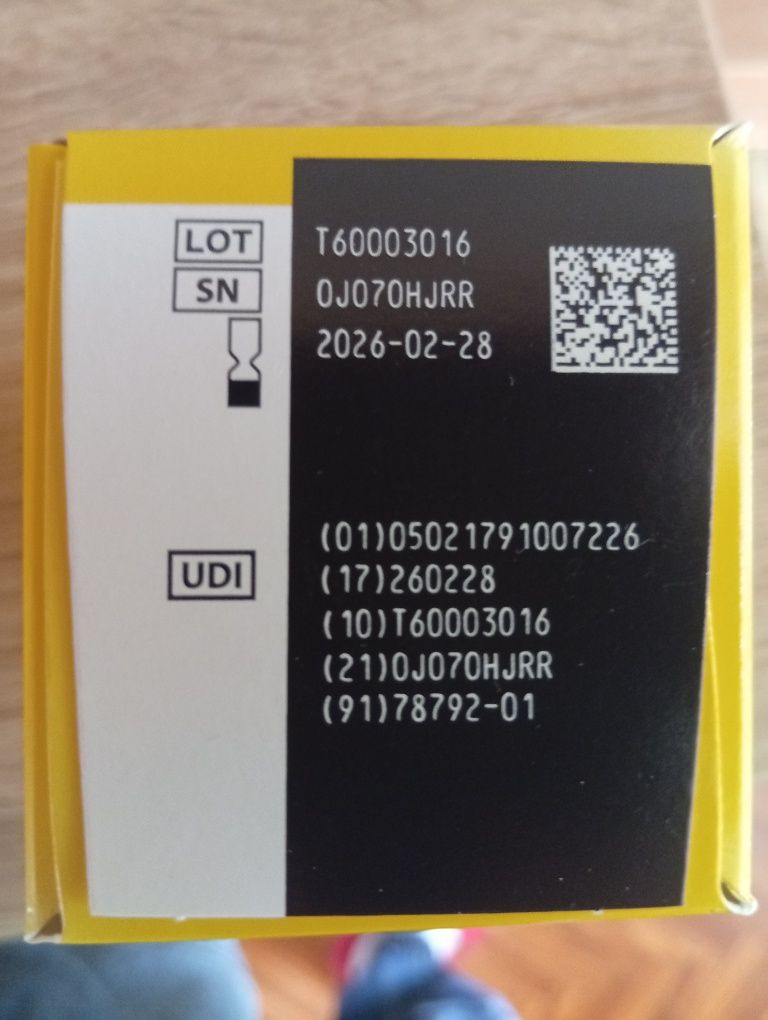 LOT T60003016
SN 0J070HJRR
2026-02-28
UDI
(01)05021791007226
(17)260228
(10)T60003016
(21)0J070HJRR
(91)78792-01